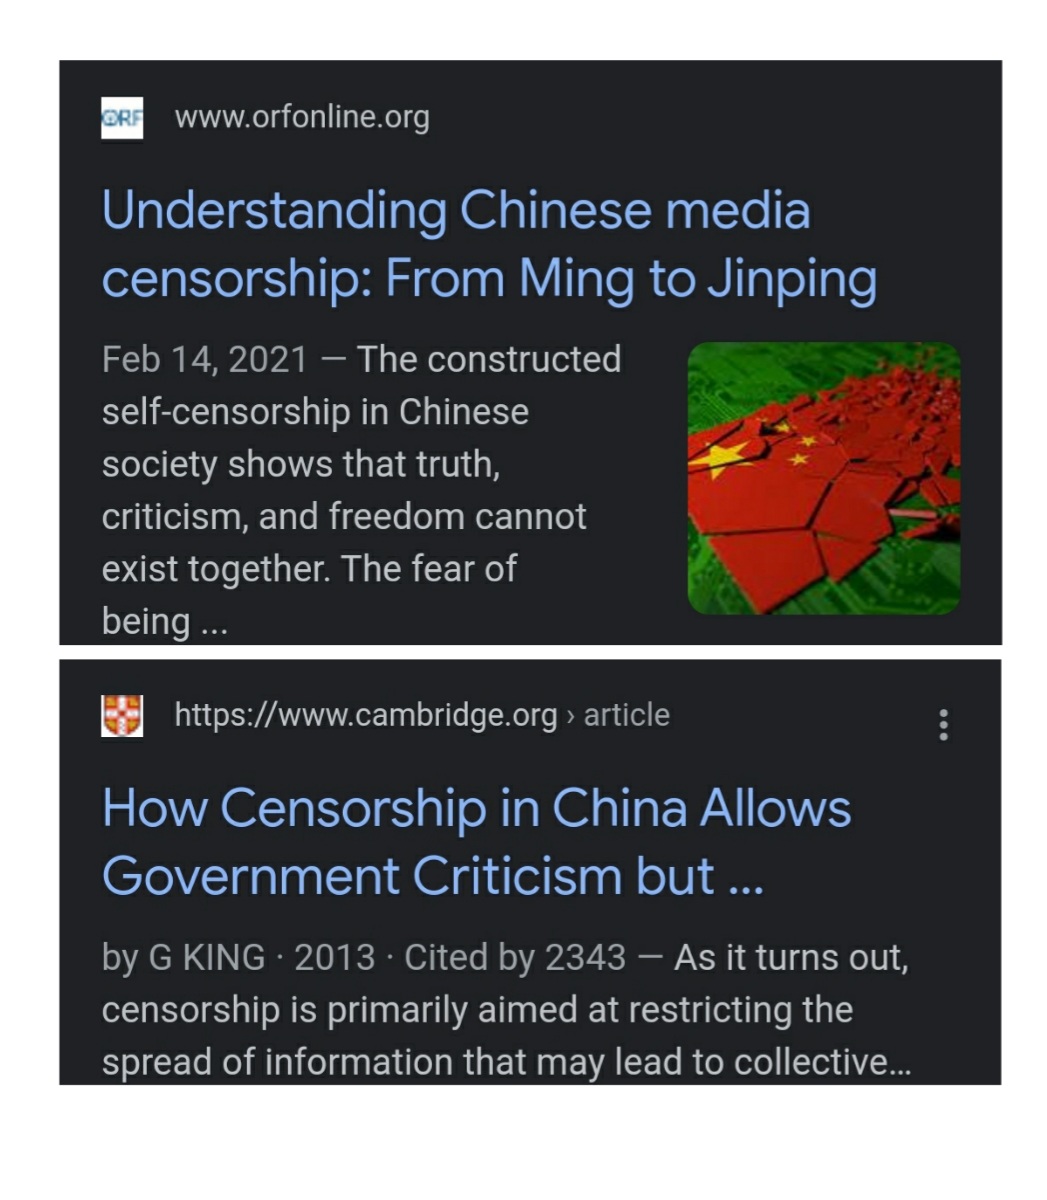 ORF www.orfonline.org
Understanding Chinese media
censorship: From Ming to Jinping
Feb 14, 2021 — The constructed
self-censorship in Chinese
society shows that truth,
criticism, and freedom cannot
exist together. The fear of
being ...
https://www.cambridge.org › article
How Censorship in China Allows
Government Criticism but ...
by G KING · 2013 · Cited by 2343 — As it turns out,
censorship is primarily aimed at restricting the
spread of information that may lead to collective...